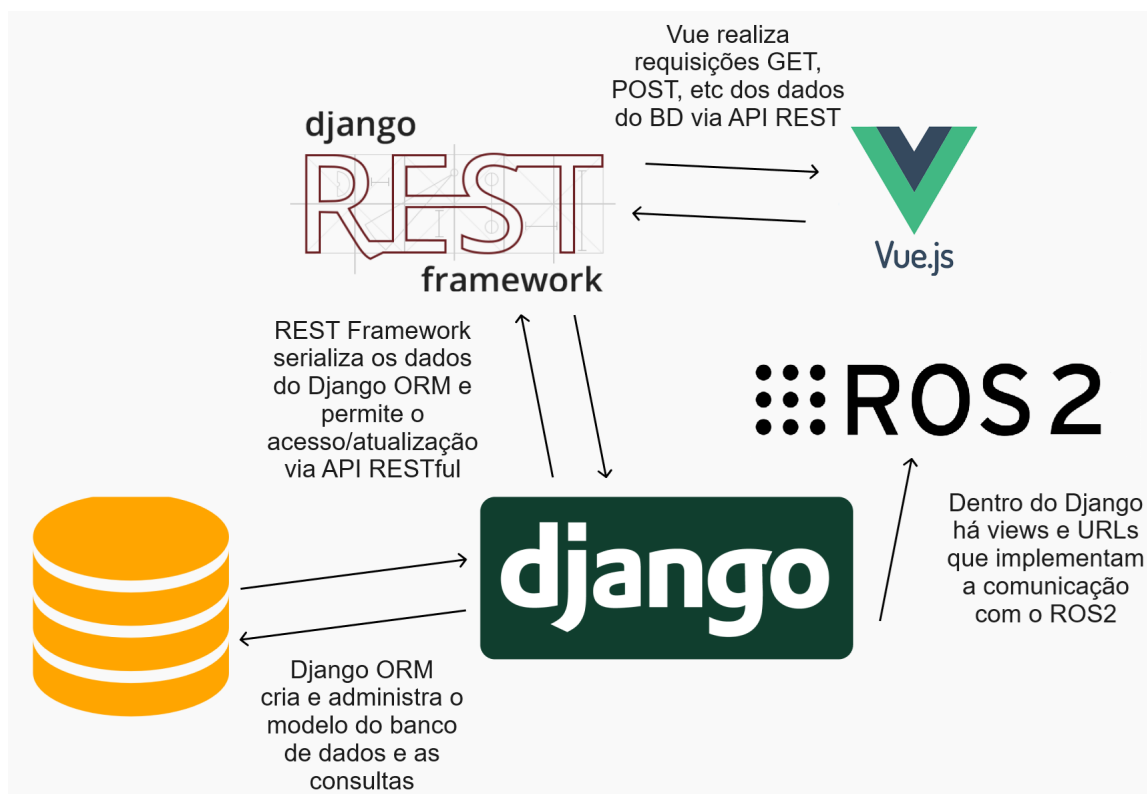 Vue realiza
requisições GET,
POST, etc dos dados
do BD via API REST
django
REST
framework
Vue.js
REST Framework
serializa os dados
do Django ORM e
permite o
acesso/atualização
via API RESTful
ROS2
django
Dentro do Django
há views e URLs
que implementam
a comunicação
com o ROS2
Django ORM
cria e administra o
modelo do banco
de dados e as
consultas